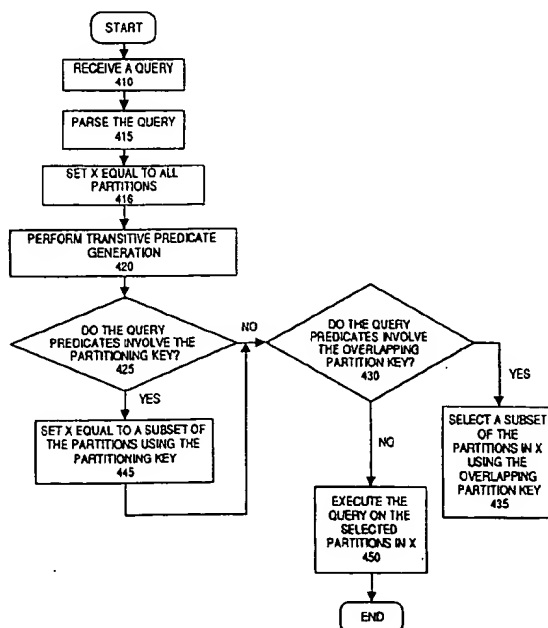 START
RECEIVE A QUERY
410
PARSE THE QUERY
415
SET X EQUAL TO ALL
PARTITIONS
416
PERFORM TRANSITIVE PREDICATE
GENERATION
420
DO THE QUERY
PREDICATES INVOLVE THE
PARTITIONING KEY?
425
NO
YES
SET X EQUAL TO A SUBSET OF
THE PARTITIONS USING THE
PARTITIONING KEY
445
DO THE QUERY
PREDICATES INVOLVE
THE OVERLAPPING
PARTITION KEY?
430
YES
NO
SELECT A SUBSET
OF THE
PARTITIONS IN X
USING THE
OVERLAPPING
PARTITION KEY
435
EXECUTE THE
QUERY ON THE
SELECTED
PARTITIONS IN X
450
END